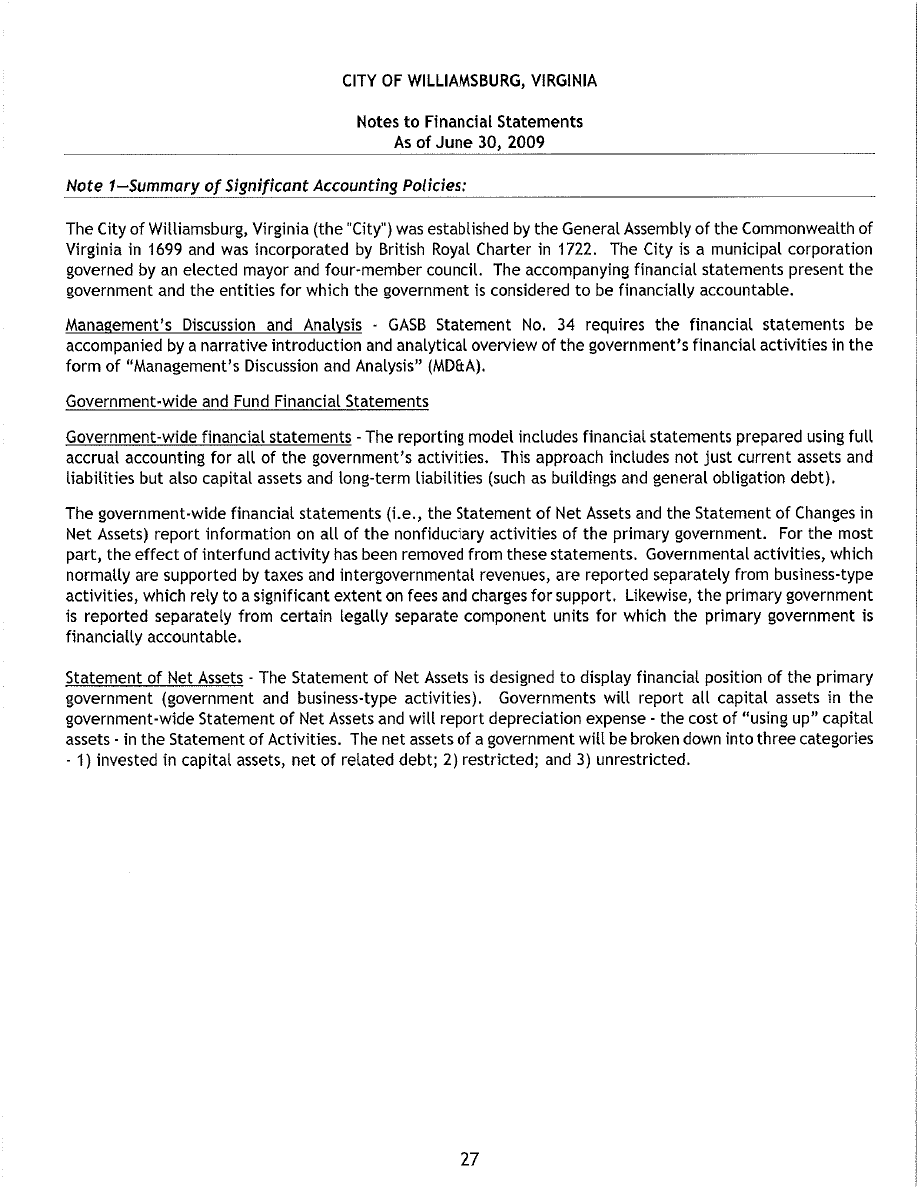 CITY OF WILLIAMSBURG, VIRGINIA
Notes to Financial Statements
As of June 30, 2009
Note 1—Summary of Significant Accounting Policies:
The City of Williamsburg, Virginia (the "City") was established by the General Assembly of the Commonwealth of
Virginia in 1699 and was incorporated by British Royal Charter in 1722. The City is a municipal corporation
governed by an elected mayor and four-member council. The accompanying financial statements present the
government and the entities for which the government is considered to be financially accountable.
Management's Discussion and Analysis - GASB Statement No. 34 requires the financial statements be
accompanied by a narrative introduction and analytical overview of the government's financial activities in the
form of “Management's Discussion and Analysis” (MD&A).
Government-wide and Fund Financial Statements
Government-wide financial statements - The reporting model includes financial statements prepared using full
accrual accounting for all of the government's activities. This approach includes not just current assets and
liabilities but also capital assets and long-term liabilities (such as buildings and general obligation debt).
The government-wide financial statements (i.e., the Statement of Net Assets and the Statement of Changes in
Net Assets) report information on all of the nonfiduciary activities of the primary government. For the most
part, the effect of interfund activity has been removed from these statements. Governmental activities, which
normally are supported by taxes and intergovernmental revenues, are reported separately from business-type
activities, which rely to a significant extent on fees and charges for support. Likewise, the primary government
is reported separately from certain legally separate component units for which the primary government is
financially accountable.
Statement of Net Assets - The Statement of Net Assets is designed to display financial position of the primary
government (government and business-type activities). Governments will report all capital assets in the
government-wide Statement of Net Assets and will report depreciation expense - the cost of “using up” capital
assets - in the Statement of Activities. The net assets of a government will be broken down into three categories
- 1) invested in capital assets, net of related debt; 2) restricted; and 3) unrestricted.
27